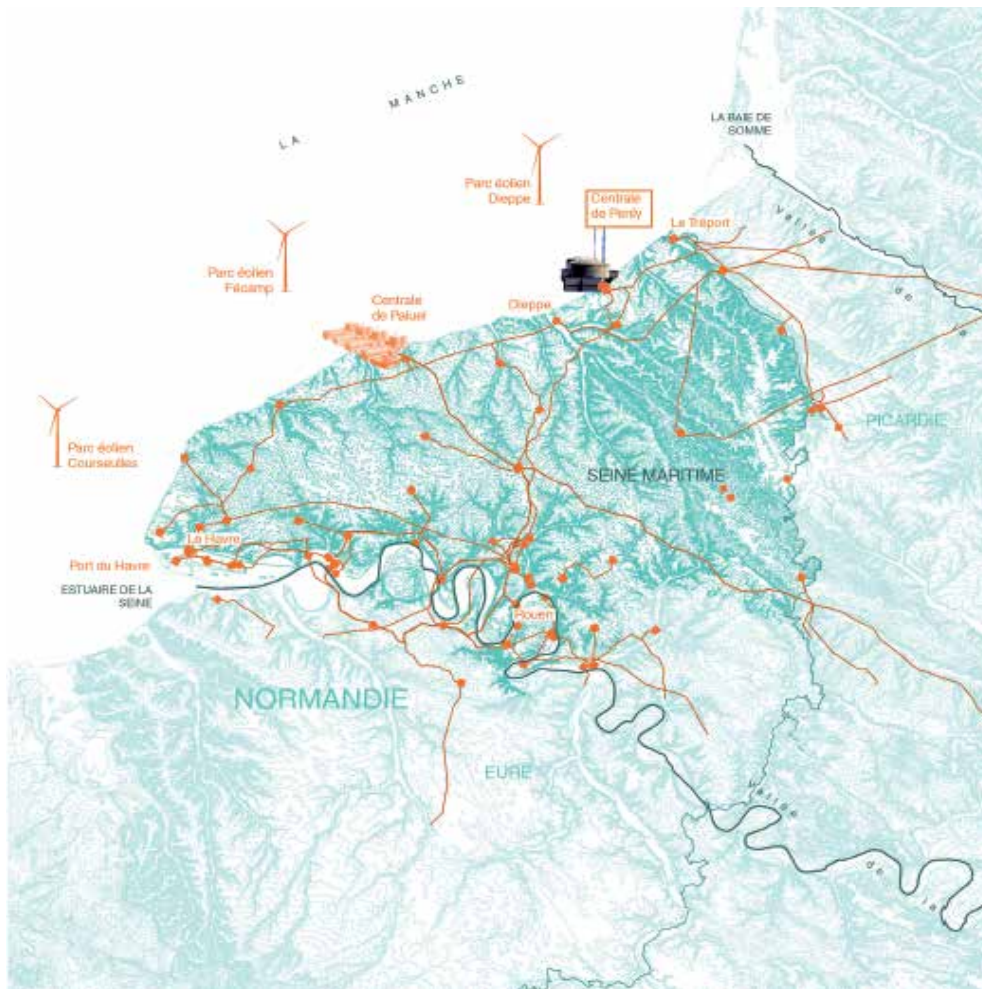 LA MANCHE
LA BAIE DE
SOMME
Parc éolien
Dieppe
Centrale
de Penly
Le Tréport
Vallée de la
Parc éolien
Fécamp
Centrale
de Paluel
Dieppe
PICARDIE
Parc éolien
Courseulles
SEINE MARITIME
Le Havre
Port du Havre
ESTUAIRE DE LA
SEINE
Rouen
NORMANDIE
EURE
Vallée de la